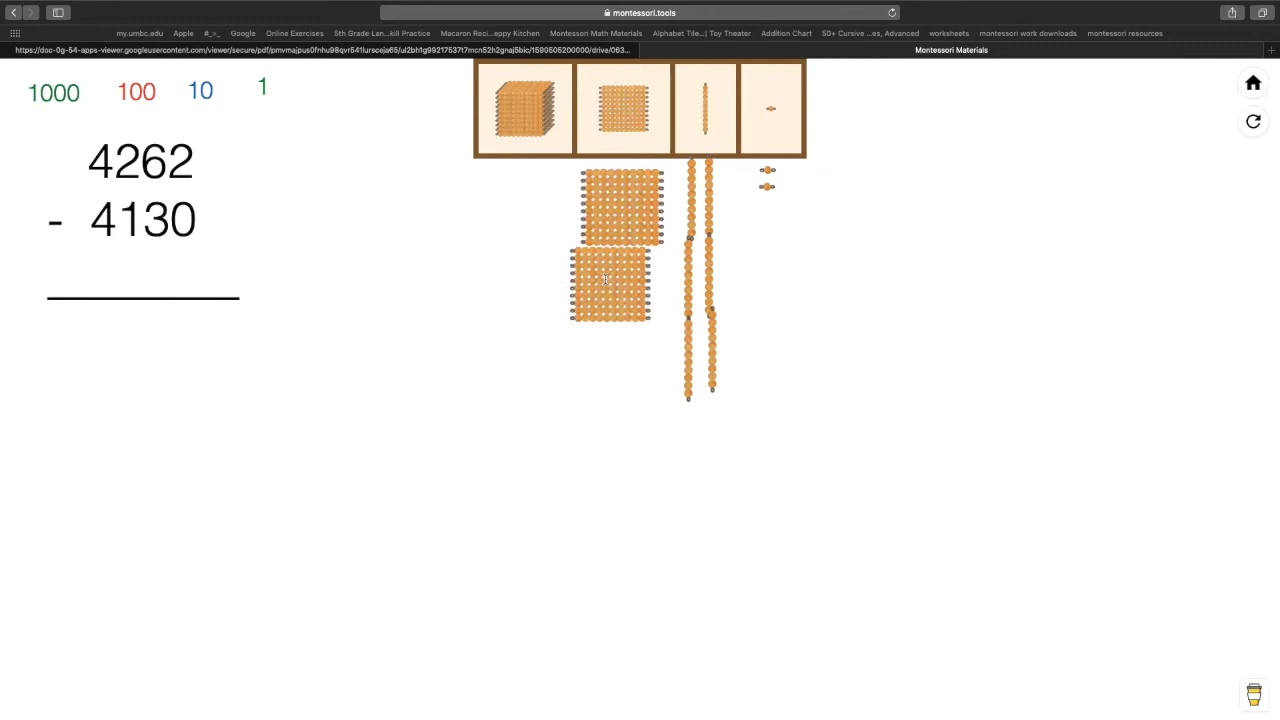 montessori.tools
my.umbc.edu Apple #_>_ Google Online Exercises 5th Grade Lan...kill Practice Macaron Reci...eppy Kitchen Montessori Math Materials Alphabet Tile...| Toy Theater Addition Chart 50+ Cursive ...es, Advanced worksheets montessori work downloads montessori resources
Montessori Materials
1000 100 10 1
4262
- 4130